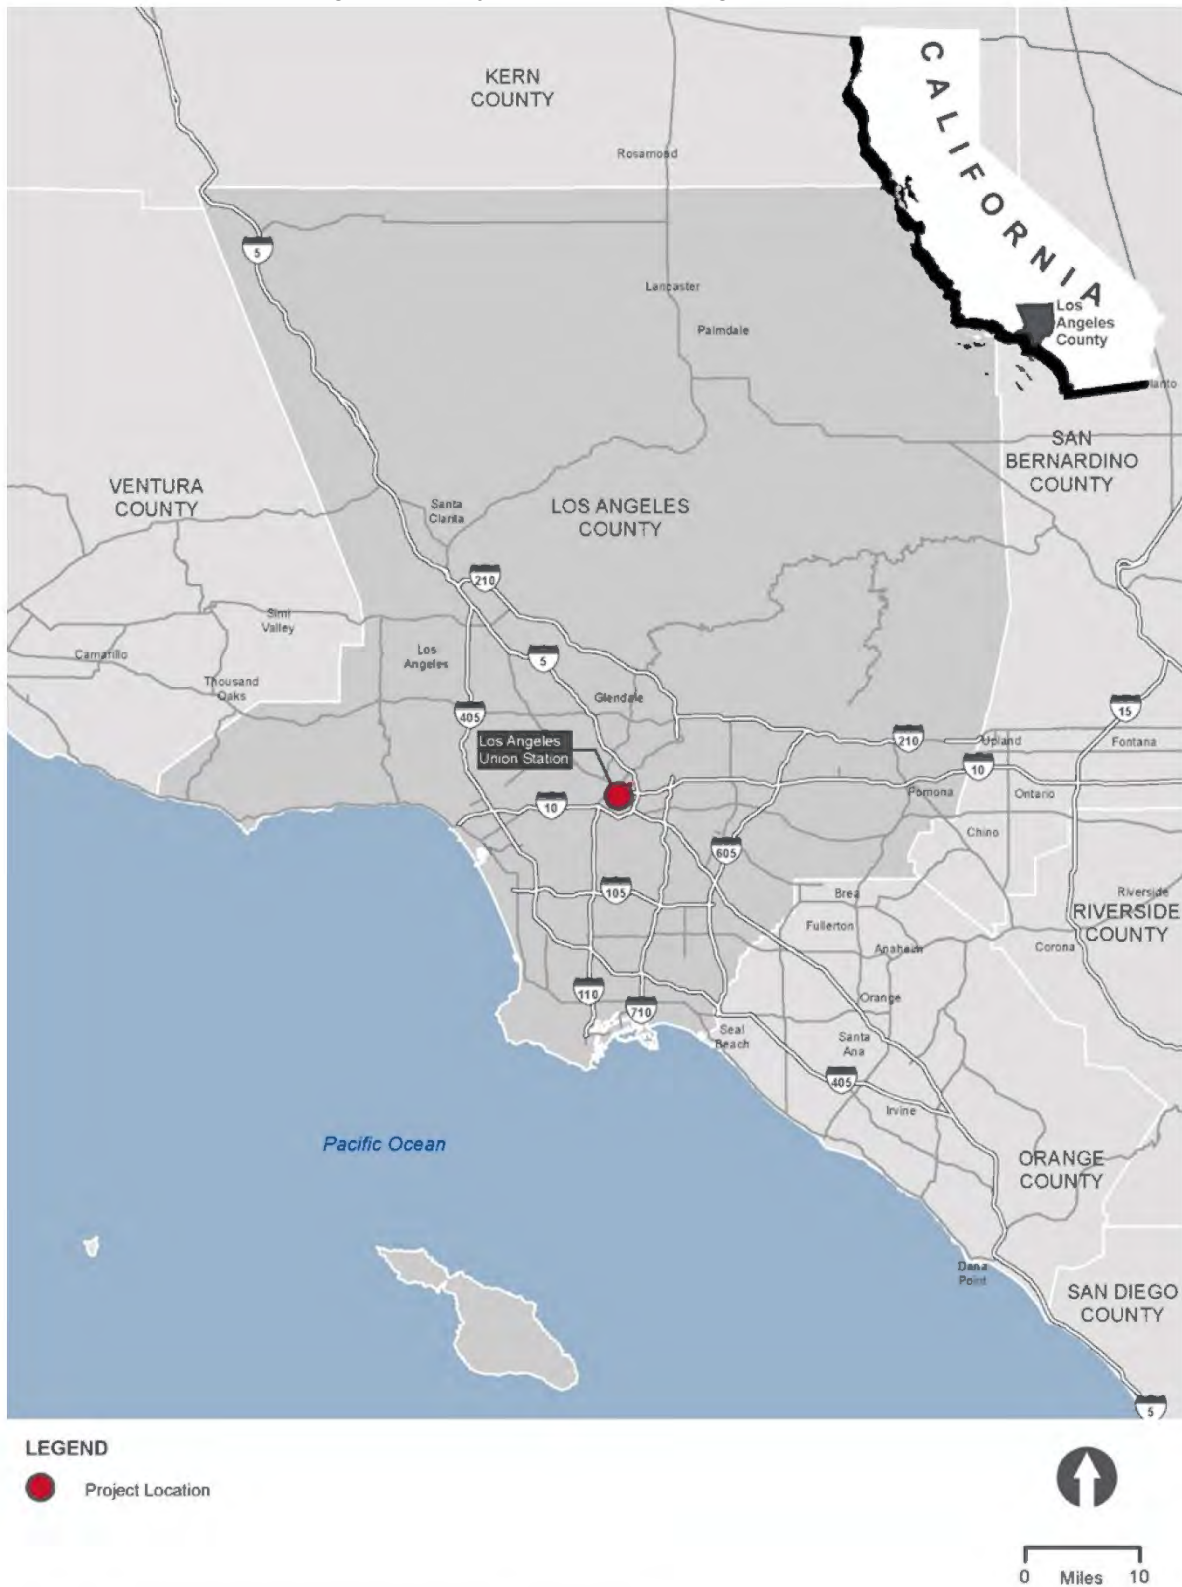 KERN
COUNTY
CALIFORNIA
Rosamond
5
Lancaster
Los
Angeles
County
Palmdale
SAN
BERNARDINO
COUNTY
VENTURA
COUNTY
Santa
Clarita
LOS ANGELES
COUNTY
210
Simi
Valley
Camarillo
Los
Angeles
5
Thousand
Oaks
Glendale
405
15
Los Angeles
Union Station
210
Upland
Fontana
10
10
Pomona
Ontario
Chino
605
105
Brea
Riverside
RIVERSIDE
COUNTY
Fullerton
Anaheim
Corona
110
710
Orange
Seal
Beach
Santa
Ana
405
Irvine
Pacific Ocean
ORANGE
COUNTY
Dana
Point
SAN DIEGO
COUNTY
5
LEGEND
Project Location
0 Miles 10